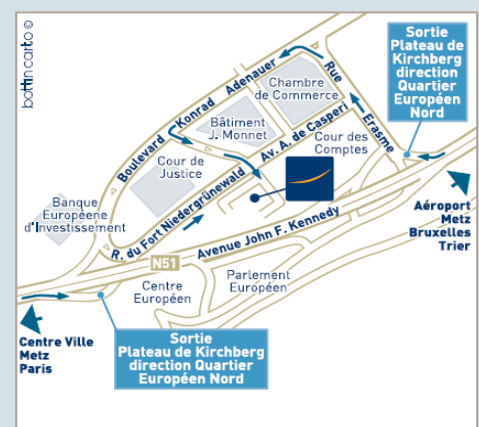 bottincarto ©
Sortie
Plateau de
Kirchberg
direction
Quartier
Européen
Nord
Boulevard Konrad Adenauer
Rue Erasme
Chambre
de Commerce
Bâtiment
J. Monnet
Av. A. de Casperi
Cour des
Comptes
Cour de
Justice
Banque
Européene
d'Investissement
R. du Fort Niedergrünewald
Avenue John F. Kennedy
N51
Aéroport
Metz
Bruxelles
Trier
Centre
Européen
Parlement
Européen
Centre Ville
Metz
Paris
Sortie
Plateau de Kirchberg
direction Quartier
Européen Nord